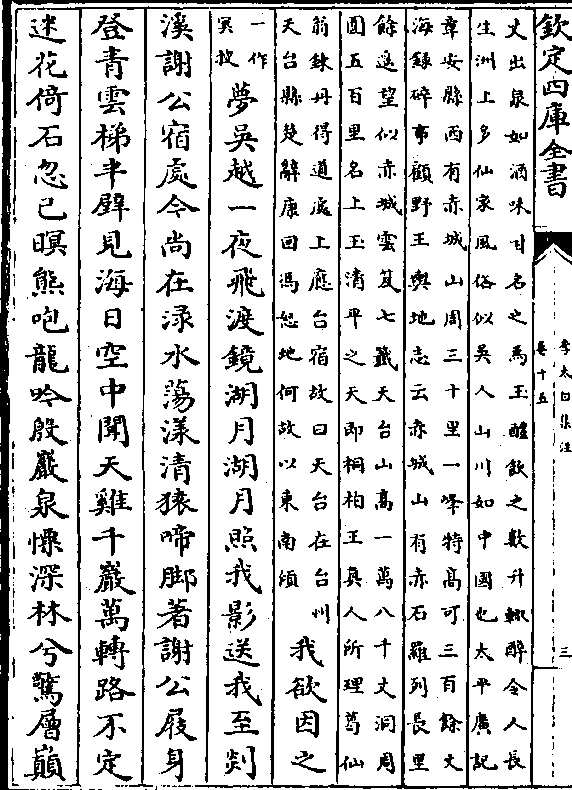 欽定四庫全書
李太白集注
卷十五
三
丈出泉如酒味甘名之為玉醴飲之數升輙醉令人長
生洲上多仙家風俗似吳人山川如中國也太平廣記
章安縣西有赤城山周三十里一峰特高可三百餘丈
海録碎事顧野王輿地志云赤城山有赤石羅列長里
餘遥望似赤城雲笈七籤天台山高一萬八千丈洞周
圓五百里名上玉清平之天即桐柏王真人所理葛仙
翁鍊丹得道處上應台宿故曰天台在台州
天台縣楚辭康回馮怒地何故以東南傾
我欲因之
一作
冥搜
夢吳越一夜飛渡鏡湖月湖月照我影送我至剡
溪謝公宿處今尚在渌水蕩漾清猿啼脚著謝公屐身
登青雲梯半壁見海日空中聞天雞千巖萬轉路不定
迷花倚石忽已暝熊咆龍吟殷巖泉慄深林兮驚層巔